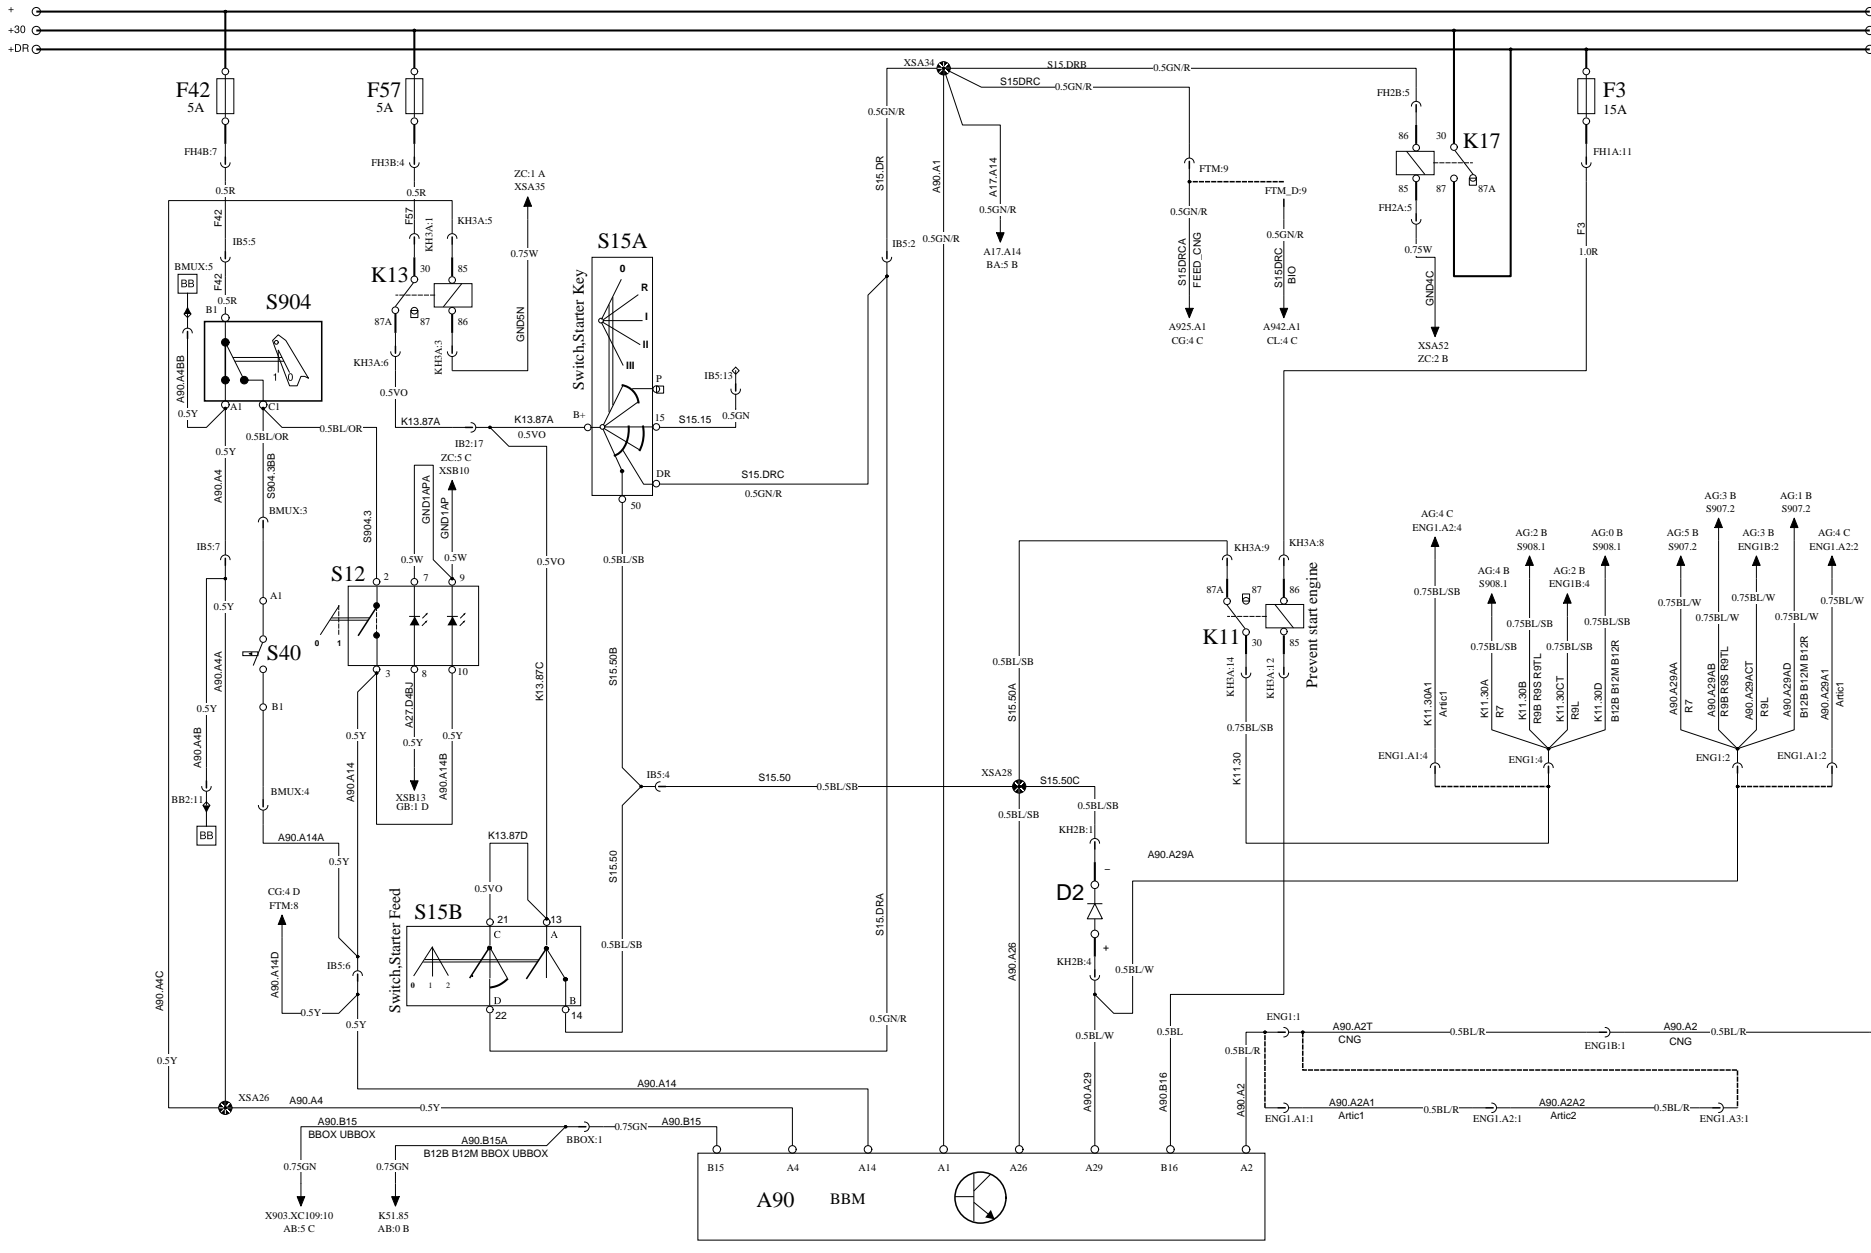 +
+30
+DR
F42
5A
FH4B:7
0.5R
F42
IB5:5
F42
0.5R
BMUX:5
BB
B1
S904
1 0
A1
C1
A90.A4BB
0.5Y
0.5BL/OR
0.5BL/OR
0.5Y
A90.A4
S904.3BB
BMUX:3
IB5:7
0.5Y
A1
S40
A90.A4A
0.5Y
A90.A4B
B1
BB2:11
BB
BMUX:4
A90.A14A
0.5Y
CG:4 D
FTM:8
A90.A14D
0.5Y
IB5:6
0.5Y
A90.A4C
0.5Y
XSA26
A90.A4
0.5Y
F57
5A
FH3B:4
0.5R
F57
KH3A:1
KH3A:5
ZC:1 A
XSA35
0.75W
GND5N
K13
30
85
87A
87
86
KH3A:6
KH3A:3
0.5VO
K13.87A
K13.87A
0.5VO
IB2:17
ZC:5 C
XSB10
GND1APA
GND1AP
S904.3
0.5W
0.5W
S12
2
7
9
0 1
3
8
10
A27.D4BJ
0.5Y
0.5Y
0.5Y
A90.A14
A90.A14B
XSB13
GB:1 D
K13.87C
0.5VO
S15A
Switch,Starter Key
0
R
I
II
III
P
B+
15
DR
50
IB5:13
S15.15
0.5GN
S15.DRC
0.5GN/R
0.5BL/SB
S15.50B
IB5:4
S15.50
0.5BL/SB
S15.50
0.5BL/SB
K13.87D
0.5VO
S15B
Switch,Starter Feed
21
13
C
A
0 1 2
D
B
22
14
XSA34
S15.DRB
0.5GN/R
S15DRC
0.5GN/R
0.5GN/R
S15.DR
A90.A1
0.5GN/R
A17.A14
0.5GN/R
A17.A14
BA:5 B
IB5:2
S15.DRA
0.5GN/R
FTM:9
FTM_D:9
0.5GN/R
S15DRCA
FEED_CNG
0.5GN/R
S15DRC
BIO
A925.A1
CG:4 C
A942.A1
CL:4 C
FH2B:5
86
30
K17
85
87
87A
FH2A:5
0.75W
GND4C
XSA52
ZC:2 B
F3
15A
FH1A:11
F3
1.0R
KH3A:9
KH3A:8
87A
87
86
K11
30
85
Prevent start engine
KH3A:14
KH3A:12
0.75BL/SB
K11.30
0.5BL/SB
S15.50A
XSA28
S15.50C
0.5BL/SB
0.5BL/SB
KH2B:1
−
D2
+
KH2B:4
0.5BL/W
0.5BL/W
A90.A29A
A90.A26
A90.A29
0.5BL
A90.B16
0.5BL/R
A90.A2
AG:4 C
ENG1.A2:4
0.75BL/SB
K11.30A1
Artic1
ENG1.A1:4
AG:4 B
S908.1
0.75BL/SB
K11.30A
R7
AG:2 B
S908.1
0.75BL/SB
K11.30B
R9B R9S R9TL
AG:2 B
ENG1B:4
0.75BL/SB
K11.30CT
R9L
AG:0 B
S908.1
0.75BL/SB
K11.30D
B12B B12M B12R
ENG1:4
AG:5 B
S907.2
0.75BL/W
A90.A29AA
R7
AG:3 B
S907.2
0.75BL/W
A90.A29AB
R9B R9S R9TL
AG:3 B
ENG1B:2
0.75BL/W
A90.A29ACT
R9L
AG:1 B
S907.2
0.75BL/W
A90.A29AD
B12B B12M B12R
AG:4 C
ENG1.A2:2
0.75BL/W
A90.A29A1
Artic1
ENG1:2
ENG1.A1:2
ENG1:1
A90.A2T
CNG
0.5BL/R
ENG1B:1
A90.A2
CNG
0.5BL/R
ENG1.A1:1
A90.A2A1
Artic1
0.5BL/R
ENG1.A2:1
A90.A2A2
Artic2
0.5BL/R
ENG1.A3:1
A90.A14
A90.B15
BBOX UBBOX
A90.B15A
B12B B12M BBOX UBBOX
BBOX:1
0.75GN
A90.B15
0.75GN
0.75GN
X903.XC109:10
AB:5 C
K51.85
AB:0 B
B15
A4
A14
A1
A26
A29
B16
A2
A90 BBM